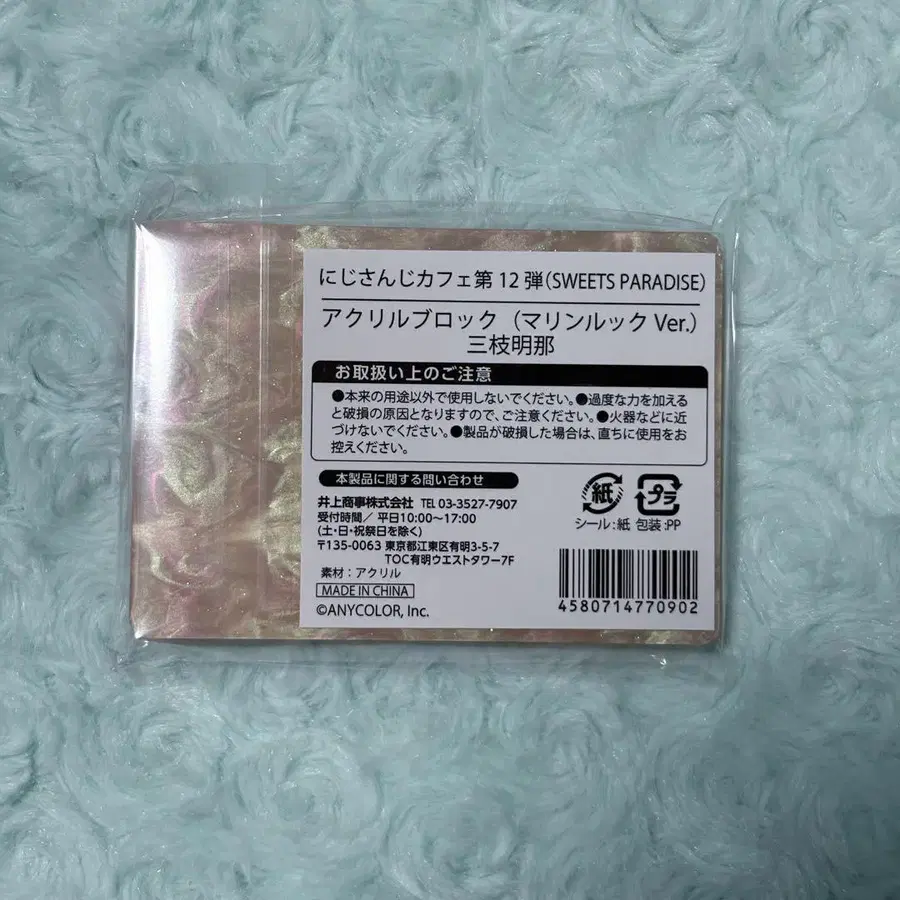 にじさんじカフェ第12弾(SWEETS PARADISE)
アクリルブロック（マリンルック Ver.）
三枝明那
お取扱い上のご注意
●本来の用途以外で使用しないでください。●過度な力を加える
と破損の原因となりますので、ご注意ください。●火器などに近
づけないでください。●製品が破損した場合は、直ちに使用をお
控えください。
本製品に関する問い合わせ
井上商事株式会社 TEL 03-3527-7907
受付時間／ 平日10:00～17:00
(土・日・祝祭日を除く)
〒135-0063 東京都江東区有明3-5-7
TOC有明ウエストタワー7F
素材：アクリル
MADE IN CHINA
©ANYCOLOR, Inc.
紙 プラ
シール:紙 包装:PP
4580714770902